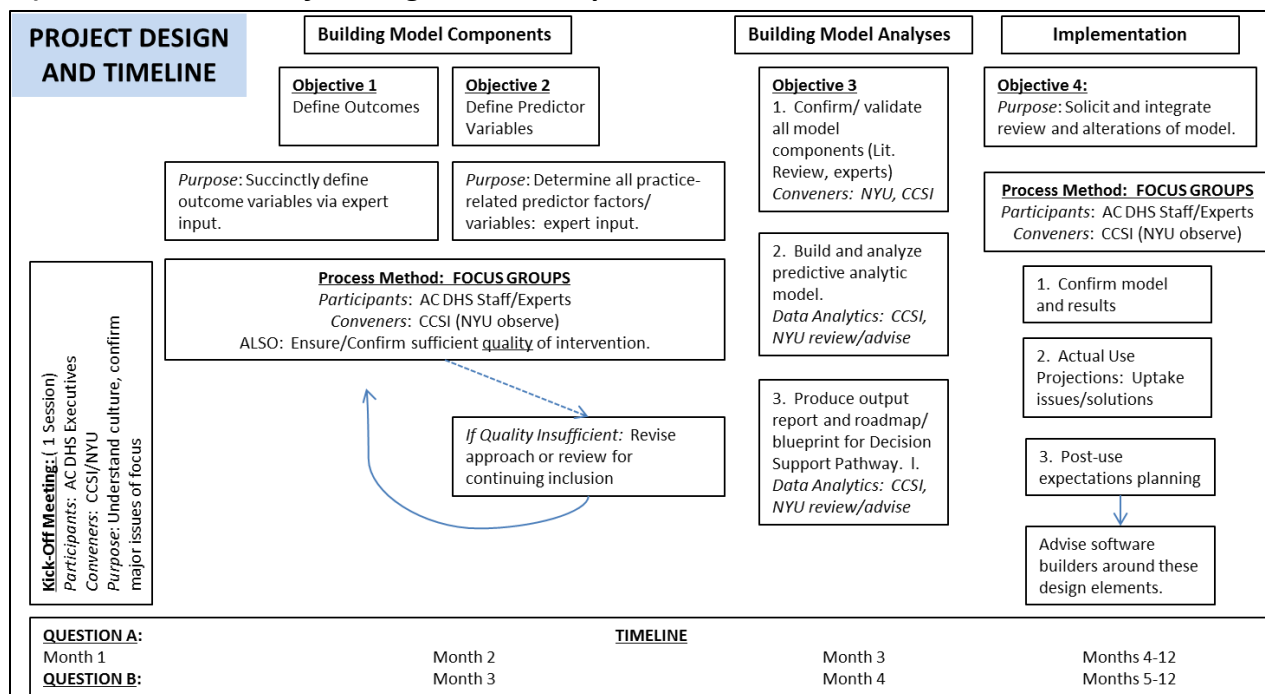 PROJECT DESIGN
AND TIMELINE
Building Model Components
Building Model Analyses
Implementation
Objective 1
Define Outcomes
Objective 2
Define Predictor
Variables
Purpose: Succinctly define
outcome variables via expert
input.
Purpose: Determine all practice-
related predictor factors/
variables:  expert input.
Process Method:  FOCUS GROUPS
Participants:  AC DHS Staff/Experts
Conveners:  CCSI (NYU observe)
ALSO:  Ensure/Confirm sufficient quality of intervention.
If Quality Insufficient:  Revise
approach or review for
continuing inclusion
Kick-Off Meeting: ( 1 Session)
Participants:  AC DHS Executives
Conveners:  CCSI/NYU
Purpose: Understand culture, confirm
major issues of focus
Objective 3
1.  Confirm/ validate
all model
components (Lit.
Review, experts)
Conveners:  NYU, CCSI
2.  Build and analyze
predictive analytic
model.
Data Analytics:  CCSI,
NYU review/advise
3.  Produce output
report and roadmap/
blueprint for Decision
Support Pathway.  l.
Data Analytics:  CCSI,
NYU review/advise
Objective 4:
Purpose: Solicit and integrate
review and alterations of model.
Process Method:  FOCUS GROUPS
Participants:  AC DHS Staff/Experts
Conveners:  CCSI (NYU observe)
1.  Confirm model
and results
2.  Actual Use
Projections:  Uptake
issues/solutions
3.  Post-use
expectations planning
Advise software
builders around these
design elements.
QUESTION A: TIMELINE
Month 1 Month 2 Month 3 Months 4-12
QUESTION B: Month 3 Month 4 Months 5-12